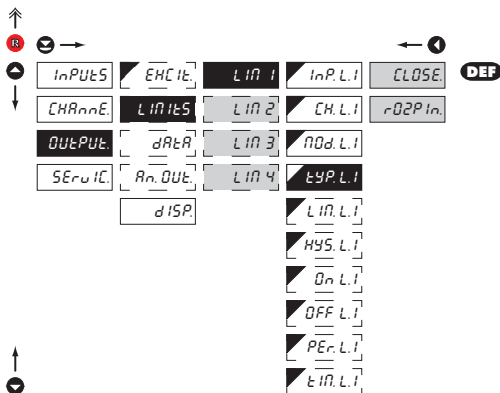 R
InPUtS EHCIt. LIM 1 InP. L.1 CLOSE. DEF
CHAnnE. LIMItS LIM 2 CH. L.1 rO2PIn.
OUtPUt. dAtA LIM 3 MOd. L.1
SErvIC. An. OUt. LIM 4 tYP. L.1
dISP. LIM. L.1
HYS. L.1
On L.1
OFF L.1
PEr. L.1
tIM. L.1